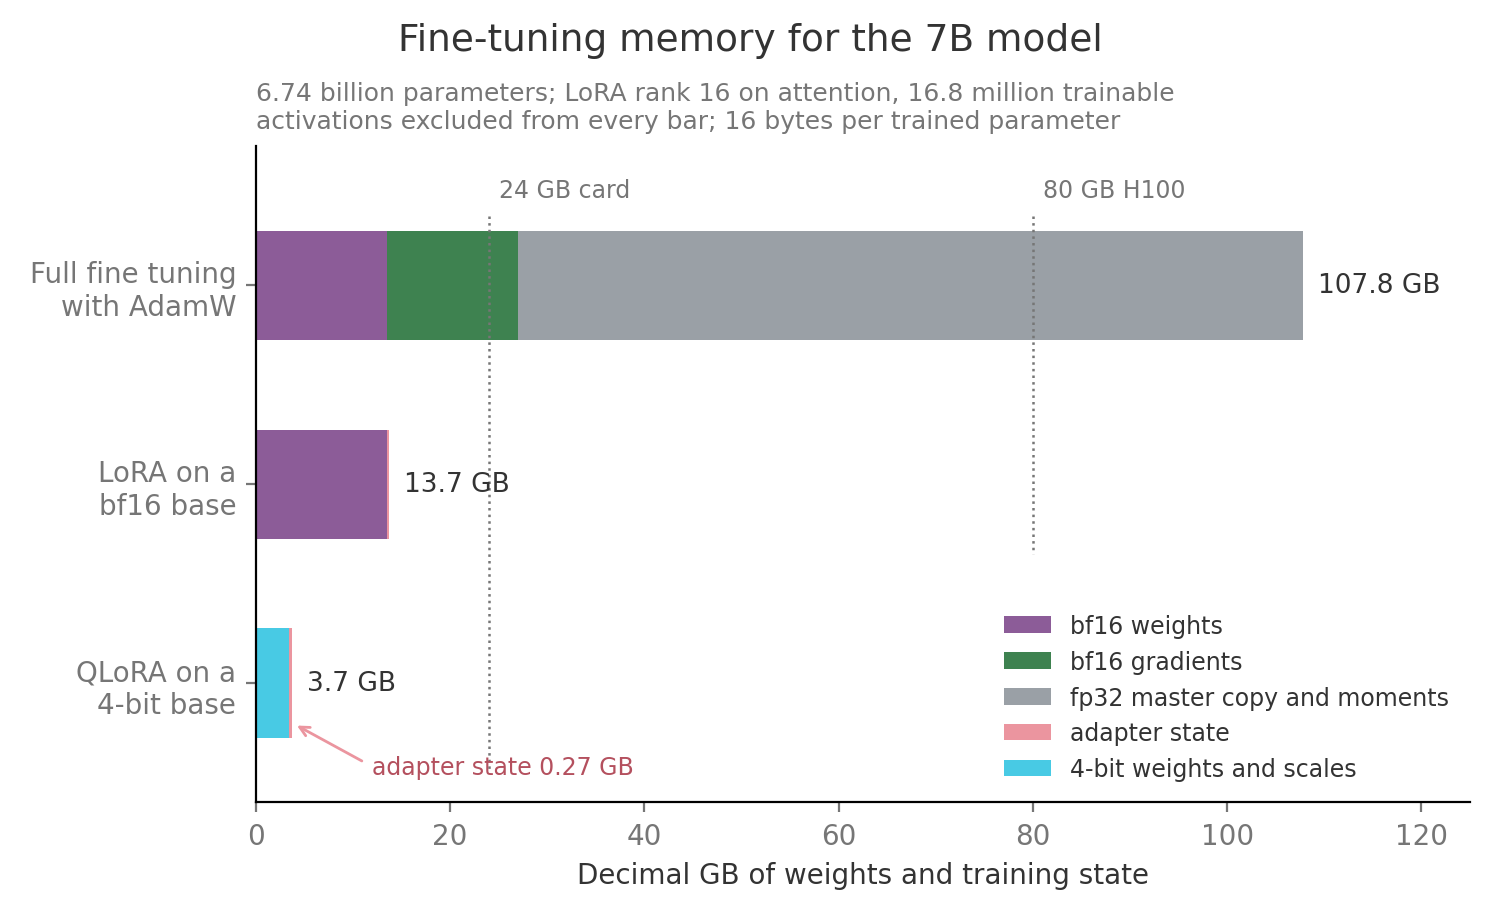 Fine-tuning memory for the 7B model
6.74 billion parameters; LoRA rank 16 on attention, 16.8 million trainable
activations excluded from every bar; 16 bytes per trained parameter
24 GB card
80 GB H100
Full fine tuning
with AdamW
107.8 GB
LoRA on a
bf16 base
13.7 GB
QLoRA on a
4-bit base
3.7 GB
adapter state 0.27 GB
bf16 weights
bf16 gradients
fp32 master copy and moments
adapter state
4-bit weights and scales
0 20 40 60 80 100 120
Decimal GB of weights and training state